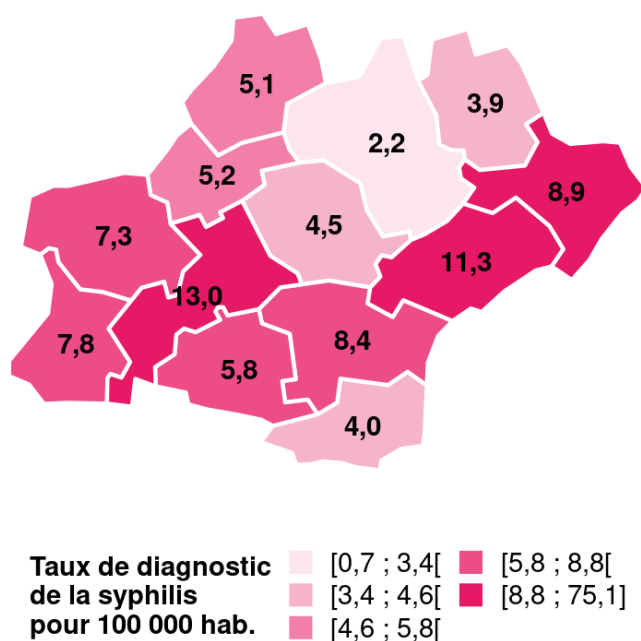 5,1
3,9
2,2
5,2
8,9
4,5
7,3
11,3
13,0
7,8
8,4
5,8
4,0
Taux de diagnostic
de la syphilis
pour 100 000 hab.
[0,7 ; 3,4[
[3,4 ; 4,6[
[4,6 ; 5,8[
[5,8 ; 8,8[
[8,8 ; 75,1]